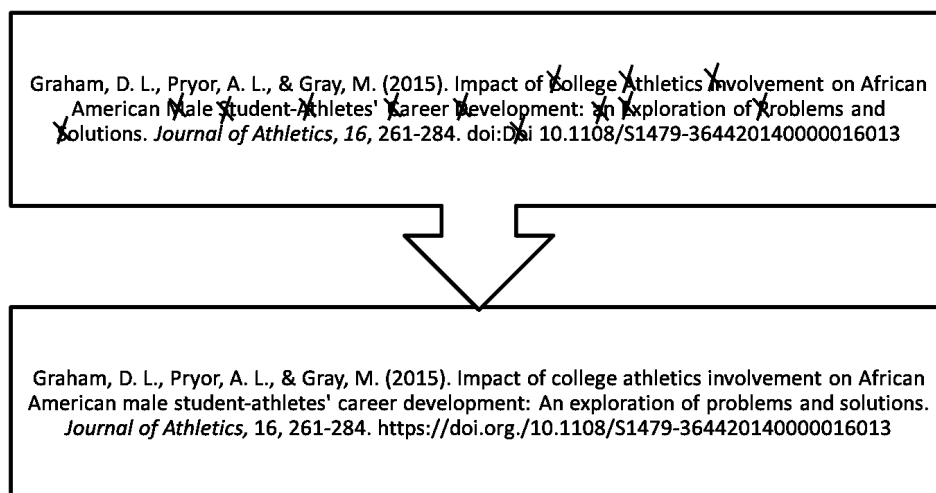 Graham, D. L., Pryor, A. L., & Gray, M. (2015). Impact of College Athletics Involvement on African
American Male Student-Athletes' Career Development: an Exploration of Problems and
Solutions. Journal of Athletics, 16, 261-284. doi:Doi 10.1108/S1479-364420140000016013
Graham, D. L., Pryor, A. L., & Gray, M. (2015). Impact of college athletics involvement on African
American male student-athletes' career development: An exploration of problems and solutions.
Journal of Athletics, 16, 261-284. https://doi.org./10.1108/S1479-364420140000016013